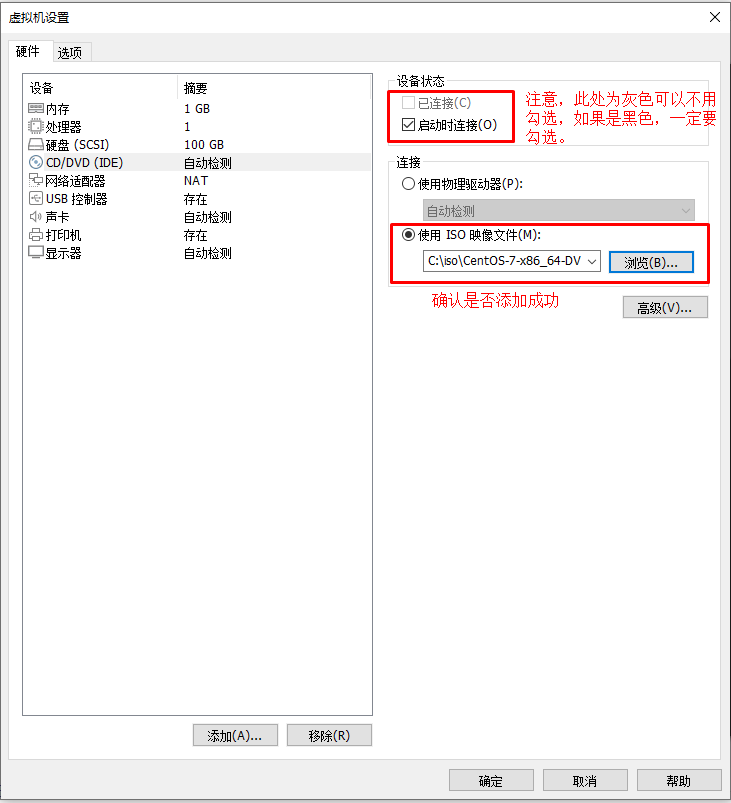 虚拟机设置
硬件 选项
设备 摘要
内存 1 GB
处理器 1
硬盘 (SCSI) 100 GB
CD/DVD (IDE) 自动检测
网络适配器 NAT
USB 控制器 存在
声卡 自动检测
打印机 存在
显示器 自动检测
添加(A)... 移除(R)
设备状态
已连接(C)
启动时连接(O)
注意，此处为灰色可以不用
勾选，如果是黑色，一定要
勾选。
连接
使用物理驱动器(P):
自动检测
使用 ISO 映像文件(M):
C:\iso\CentOS-7-x86_64-DV 浏览(B)...
确认是否添加成功
高级(V)...
确定 取消 帮助